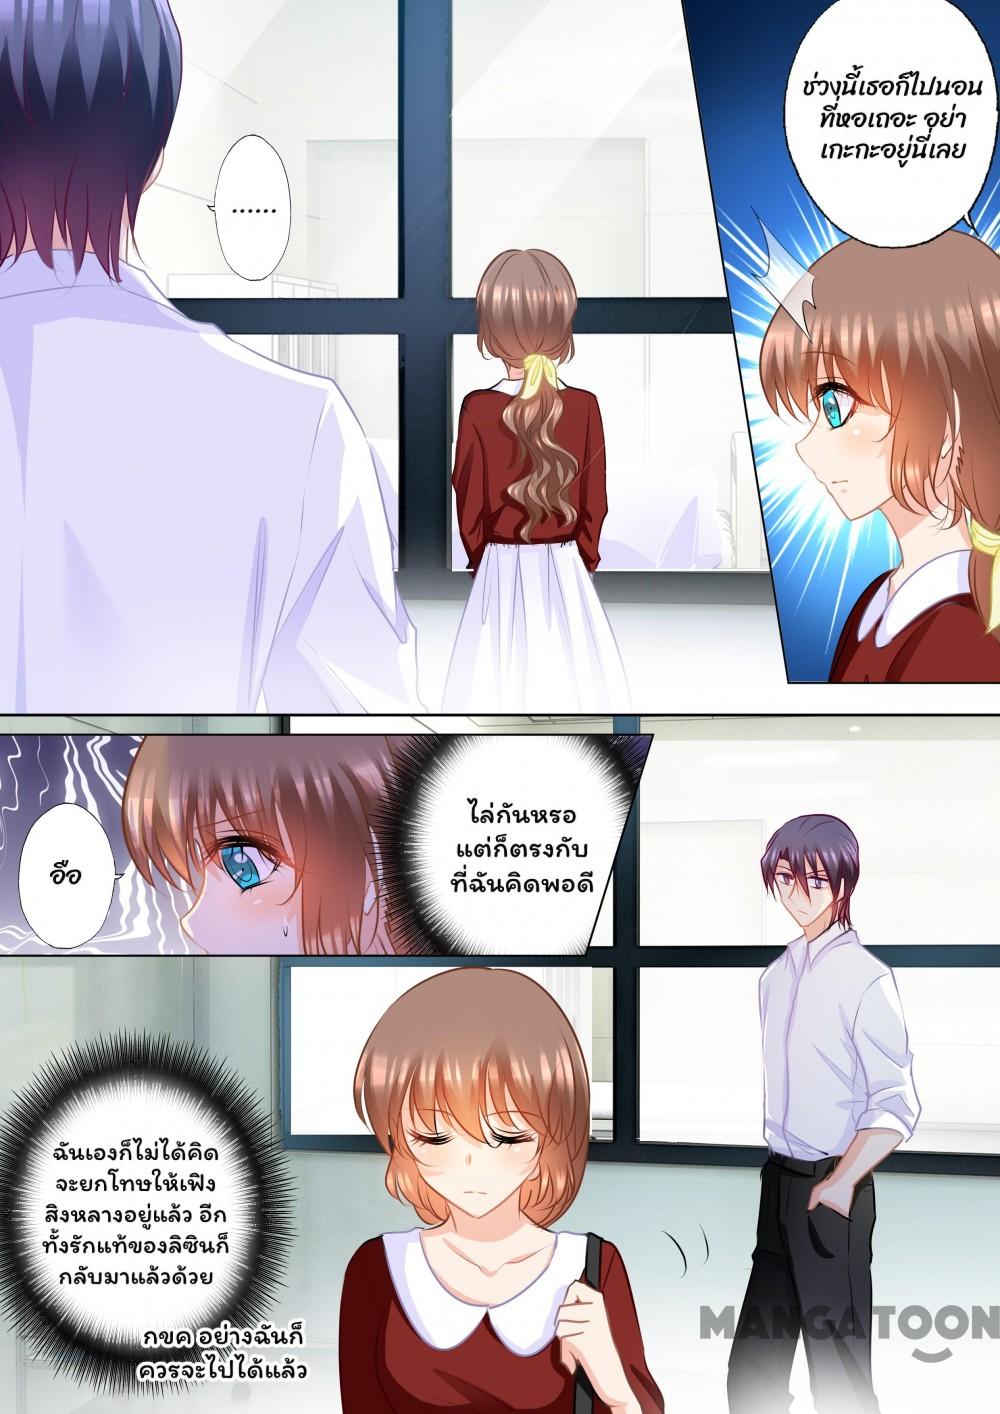 ช่วงนี้เธอก็ไปนอน
ที่หอเถอะ อย่า
เกะกะอยู่นี่เลย
......
ไล่กันหรอ
แต่ก็ตรงกับ
ที่ฉันคิดพอดี
อือ
ฉันเองก็ไม่ได้คิด
จะยกโทษให้เฟิง
สิงหลางอยู่แล้ว อีก
ทั้งรักแท้ของลิซินก็
กลับมาแล้วด้วย
กขค อย่างฉันก็
ควรจะไปได้แล้ว
MANGATOON